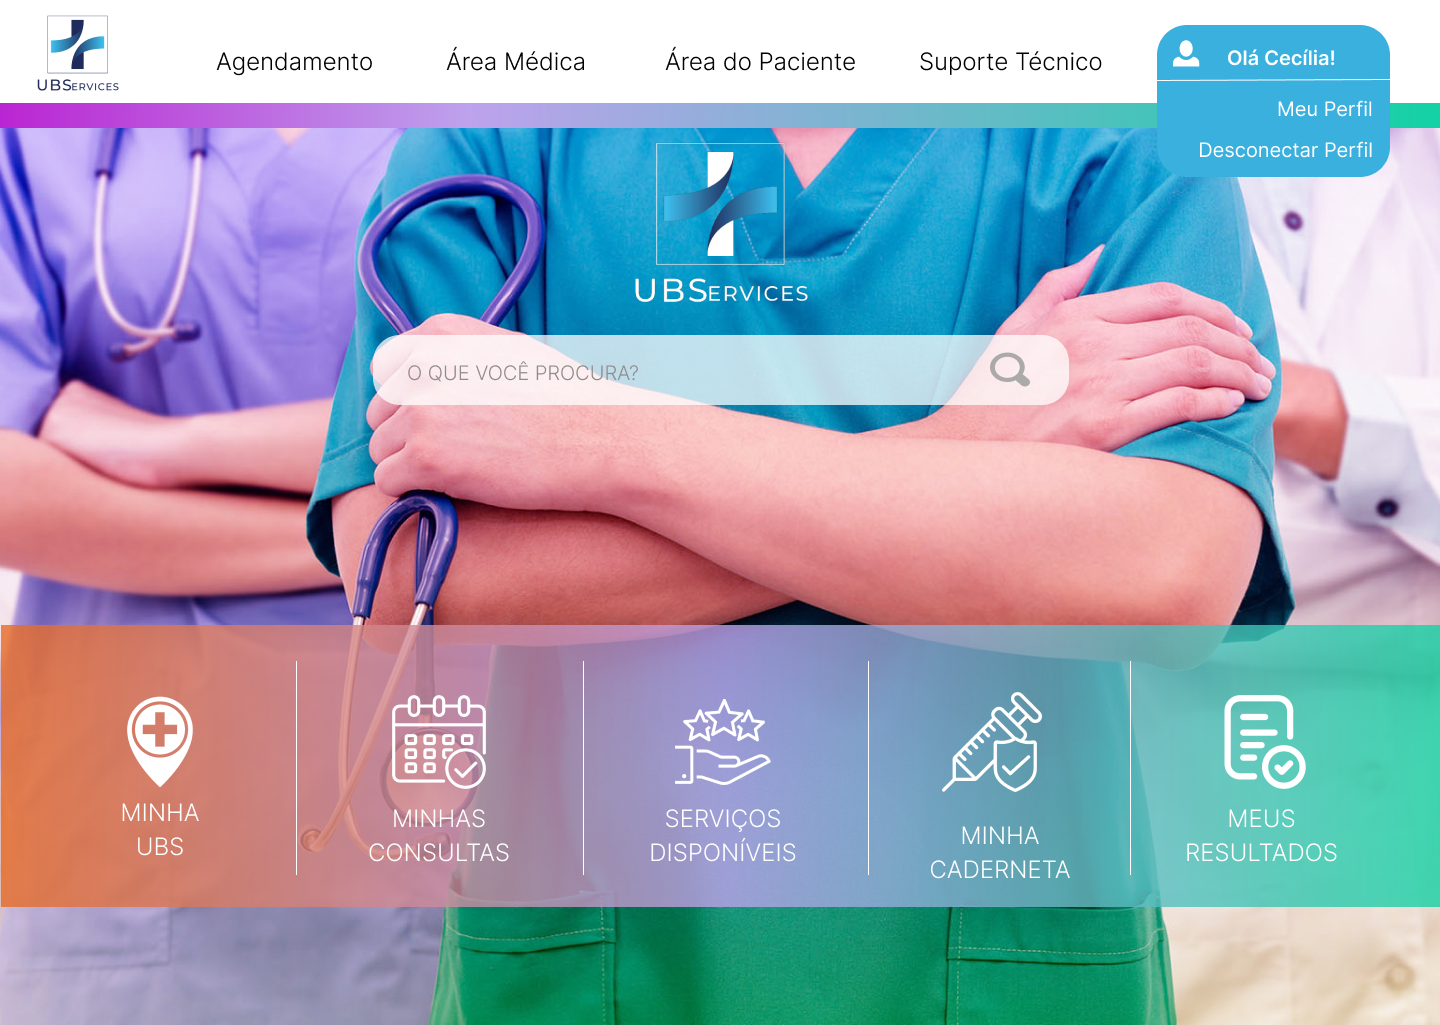 UBSERVICES
Agendamento
Área Médica
Área do Paciente
Suporte Técnico
Olá Cecília!
Meu Perfil
Desconectar Perfil
UBSERVICES
O QUE VOCÊ PROCURA?
MINHA
UBS
MINHAS
CONSULTAS
SERVIÇOS
DISPONÍVEIS
MINHA
CADERNETA
MEUS
RESULTADOS